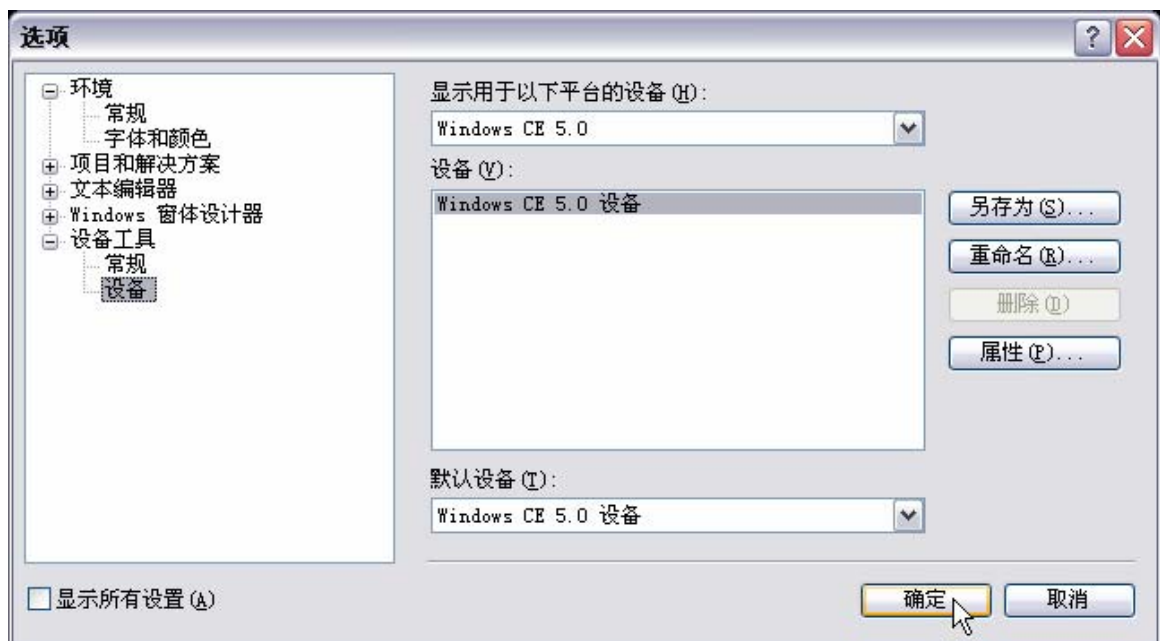 选项
环境
常规
字体和颜色
项目和解决方案
文本编辑器
Windows 窗体设计器
设备工具
常规
设备
显示用于以下平台的设备(H):
Windows CE 5.0
设备(V):
Windows CE 5.0 设备
另存为(S)...
重命名(R)...
删除(D)
属性(P)...
默认设备(T):
Windows CE 5.0 设备
显示所有设置(A)
确定
取消